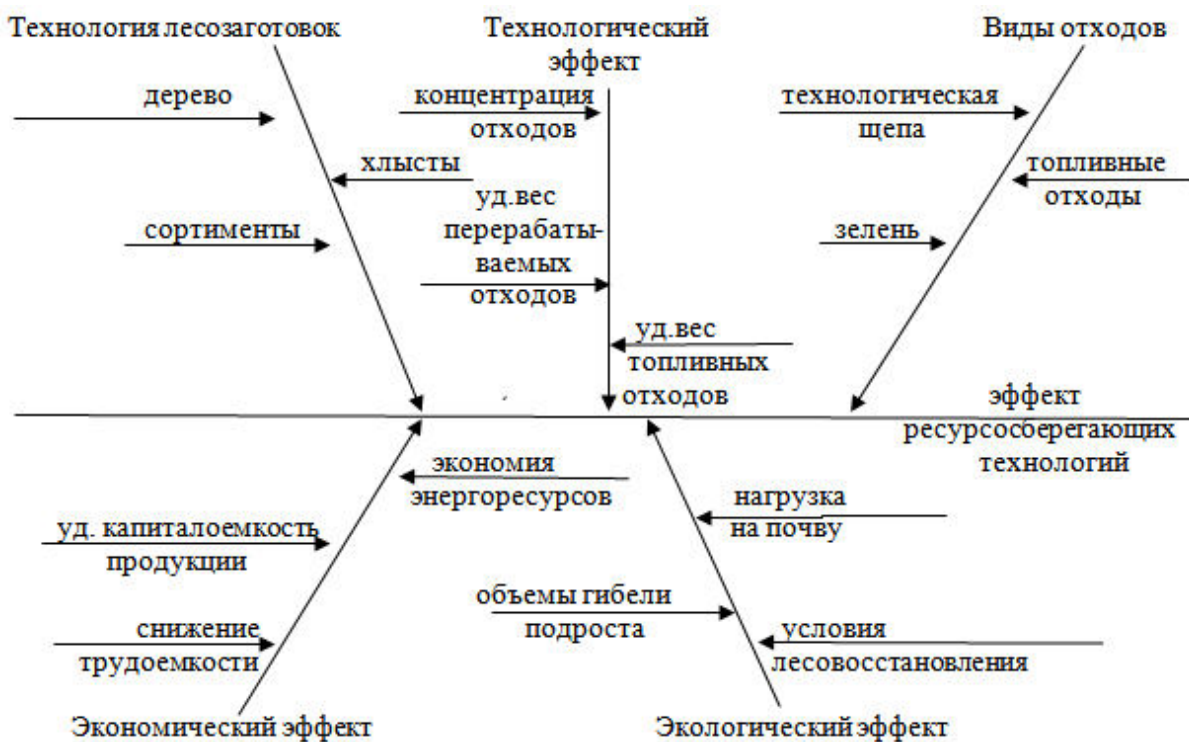 Технология лесозаготовок
Технологический
эффект
Виды отходов
дерево
концентрация
отходов
технологическая
щепа
хлысты
топливные
отходы
сортименты
уд.вес
перерабаты-
ваемых
отходов
зелень
уд.вес
топливных
отходов
эффект
ресурсосберегающих
технологий
экономия
энергоресурсов
нагрузка
на почву
уд. капиталоемкость
продукции
объемы гибели
подроста
снижение
трудоемкости
условия
лесовосстановления
Экономический эффект
Экологический эффект